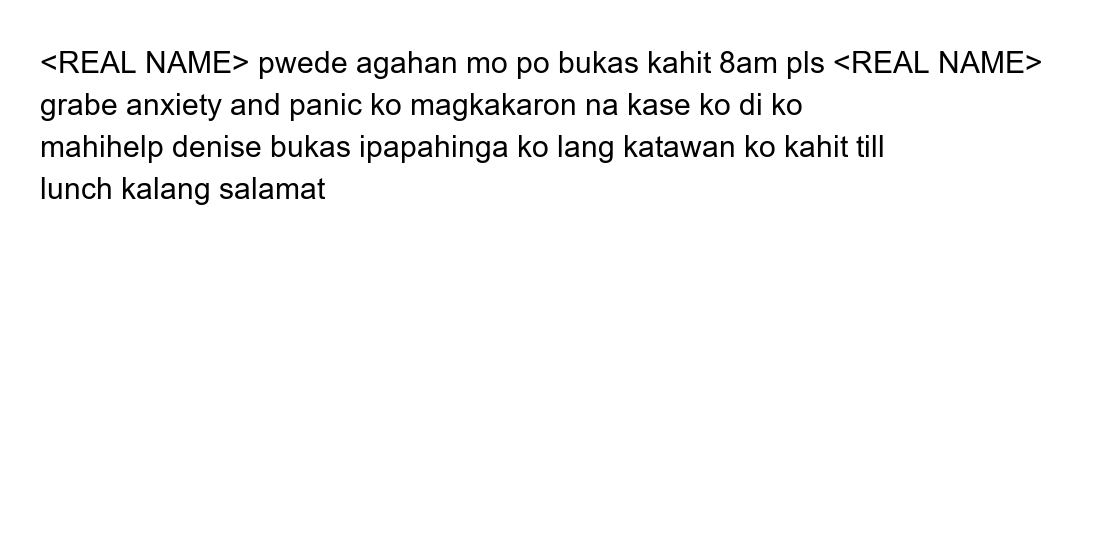 <REAL NAME> pwede agahan mo po bukas kahit 8am pls <REAL NAME>
grabe anxiety and panic ko magkakaron na kase ko di ko
mahihelp denise bukas ipapahinga ko lang katawan ko kahit till
lunch kalang salamat